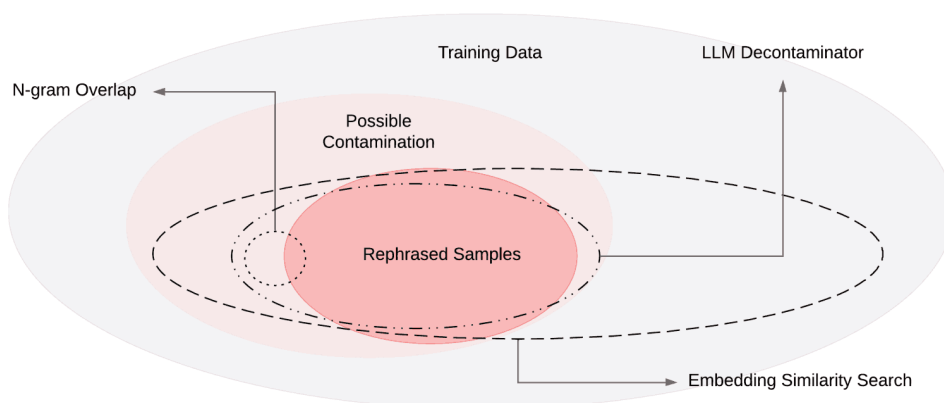 Training Data
LLM Decontaminator
N-gram Overlap
Possible
Contamination
Rephrased Samples
Embedding Similarity Search